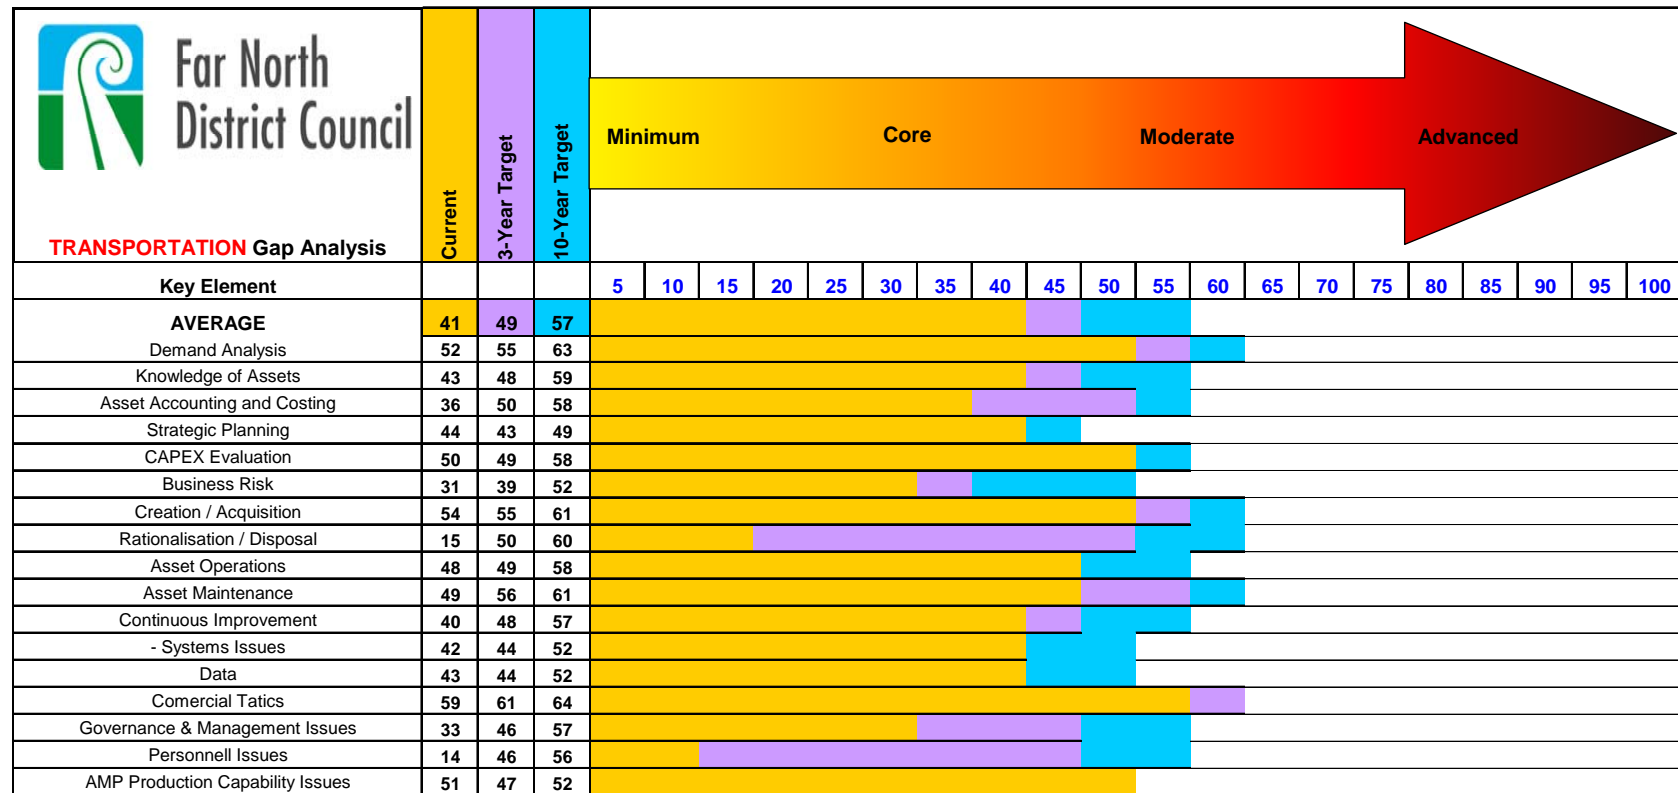 Far North
District Council
TRANSPORTATION Gap Analysis
Current
3-Year Target
10-Year Target
Minimum Core Moderate Advanced
Key Element 5 10 15 20 25 30 35 40 45 50 55 60 65 70 75 80 85 90 95 100
AVERAGE 41 49 57
Demand Analysis 52 55 63
Knowledge of Assets 43 48 59
Asset Accounting and Costing 36 50 58
Strategic Planning 44 43 49
CAPEX Evaluation 50 49 58
Business Risk 31 39 52
Creation / Acquisition 54 55 61
Rationalisation / Disposal 15 50 60
Asset Operations 48 49 58
Asset Maintenance 49 56 61
Continuous Improvement 40 48 57
- Systems Issues 42 44 52
Data 43 44 52
Comercial Tatics 59 61 64
Governance & Management Issues 33 46 57
Personnell Issues 14 46 56
AMP Production Capability Issues 51 47 52